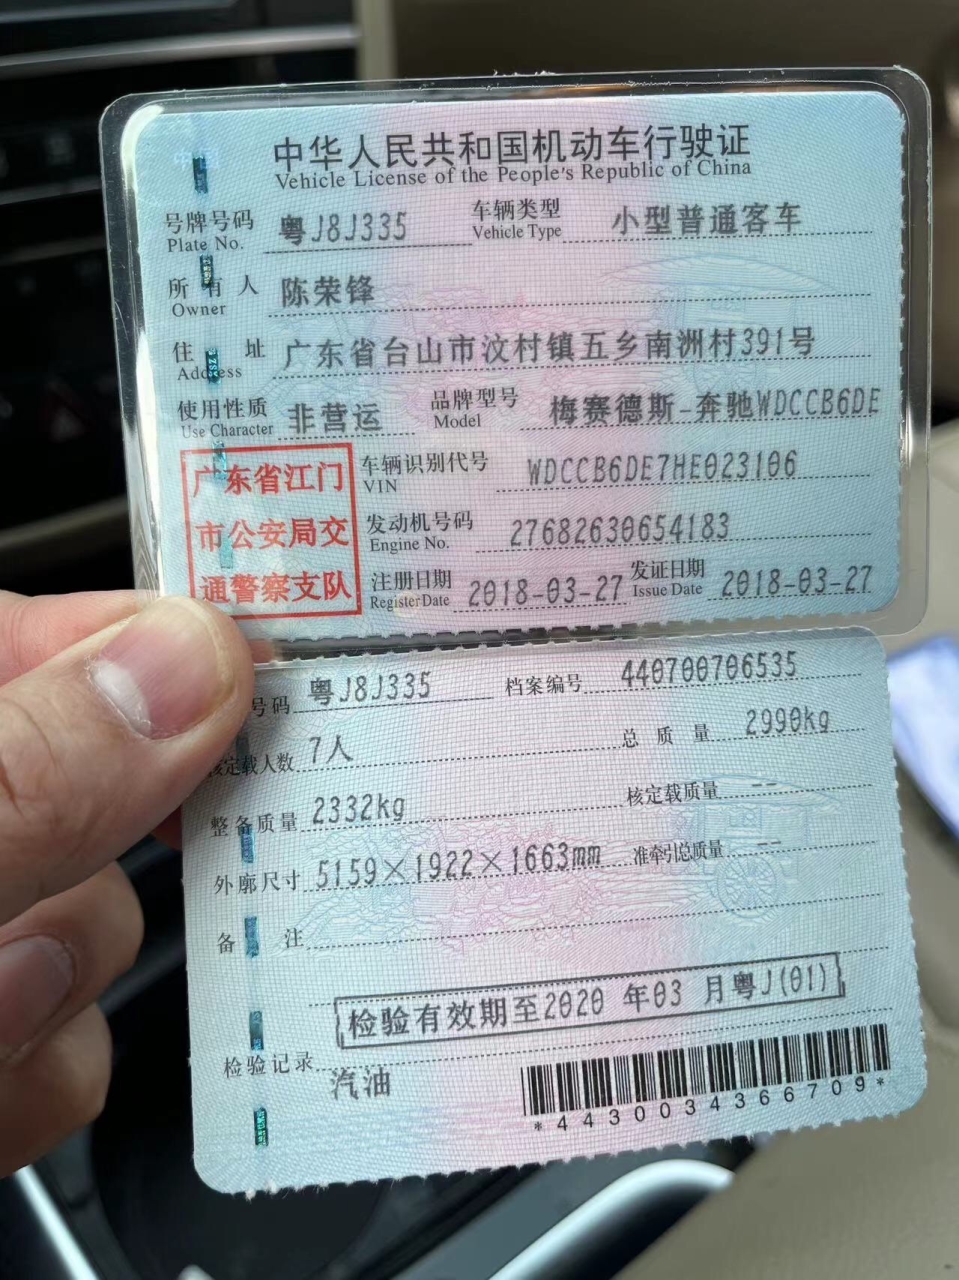 中华人民共和国机动车行驶证
Vehicle License of the People's Republic of China
号牌号码 粤J8J335 车辆类型 小型普通客车
Plate No. Vehicle Type
所有人 陈荣锋
Owner
住址 广东省台山市汶村镇五乡南洲村391号
Address
使用性质 非营运 品牌型号 梅赛德斯-奔驰WDCCB6DE
Use Character Model
广东省江门 车辆识别代号 WDCCB6DE7HE023106
VIN
市公安局交 发动机号码 27682630654183
Engine No.
通警察支队 注册日期 2018-03-27 发证日期 2018-03-27
Register Date Issue Date
号码 粤J8J335 档案编号 440700706535
核定载人数 7人 总质量 2990kg
整备质量 2332kg 核定载质量 --
外廓尺寸 5159×1922×1663mm 准牵引总质量 --
备注
检验有效期至2020年03月粤J(01)
检验记录 汽油
*4430034366709*